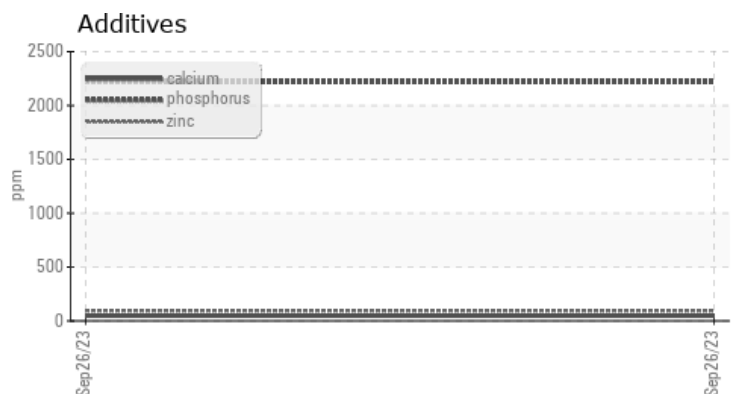 Additives
2500
2000
1500
1000
500
0
ppm
calcium
phosphorus
zinc
Sep26/23
Sep26/23